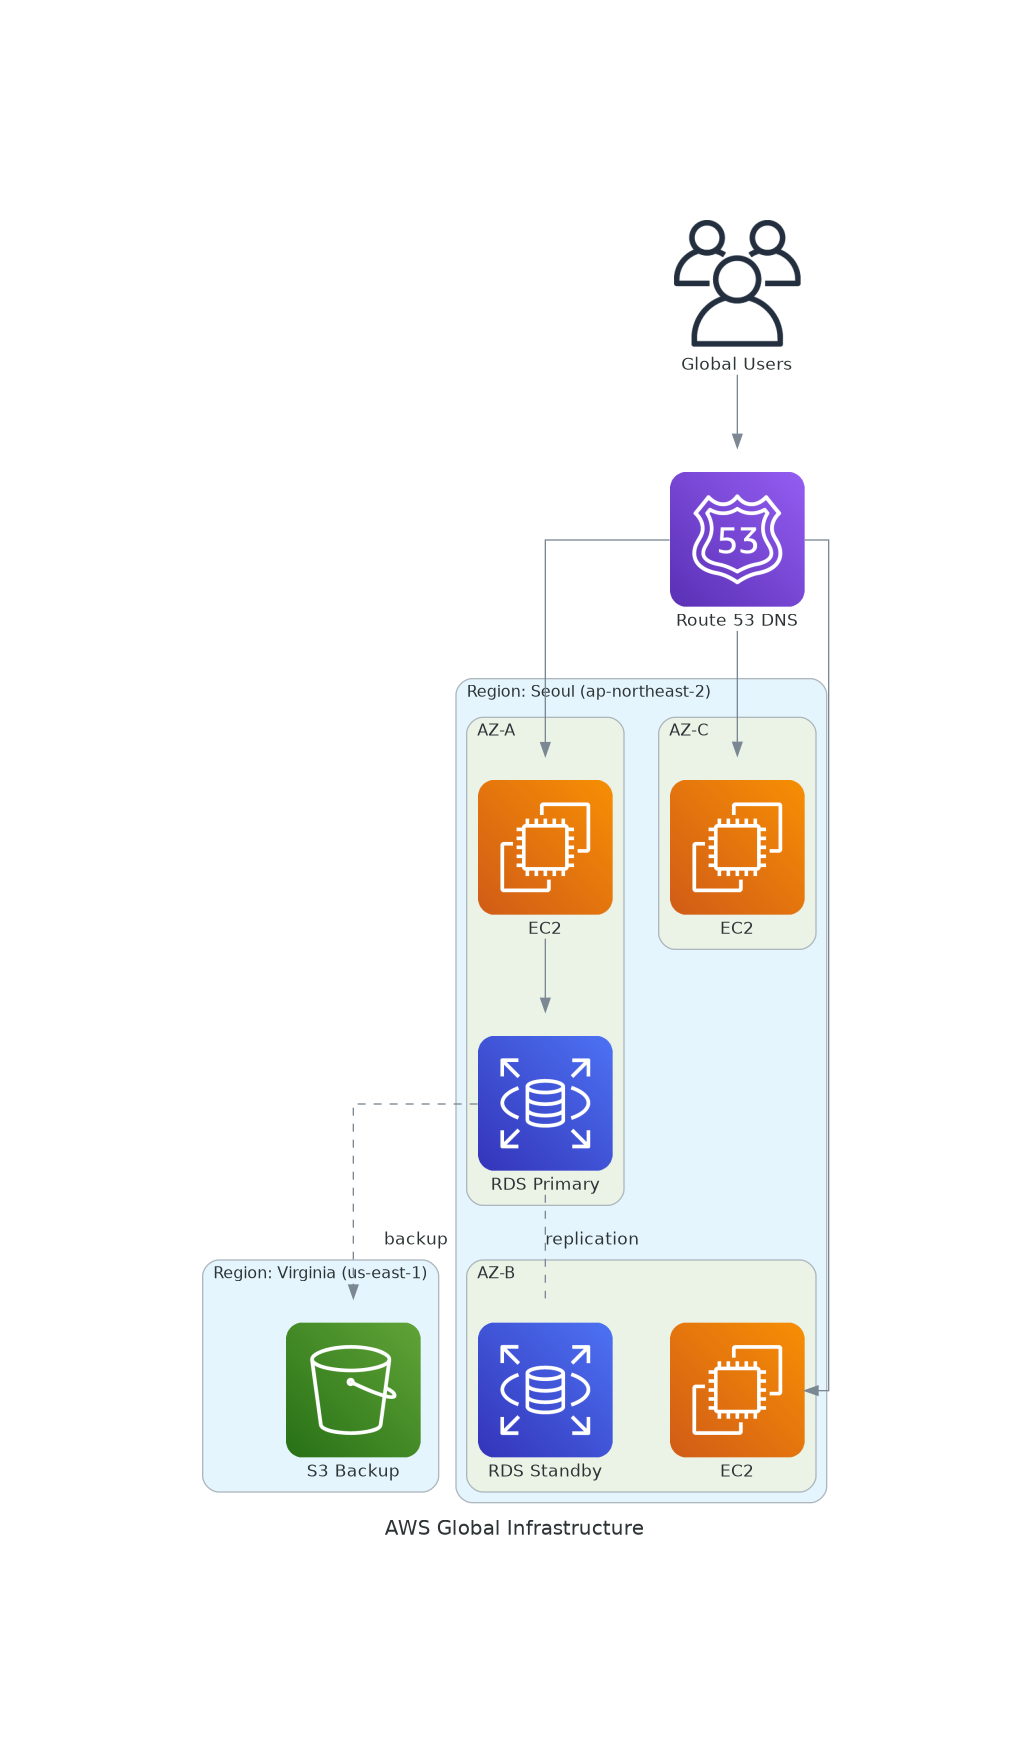 Global Users
53
Route 53 DNS
Region: Seoul (ap-northeast-2)
AZ-A
AZ-C
EC2
EC2
RDS Primary
backup
replication
Region: Virginia (us-east-1)
AZ-B
S3 Backup
RDS Standby
EC2
AWS Global Infrastructure